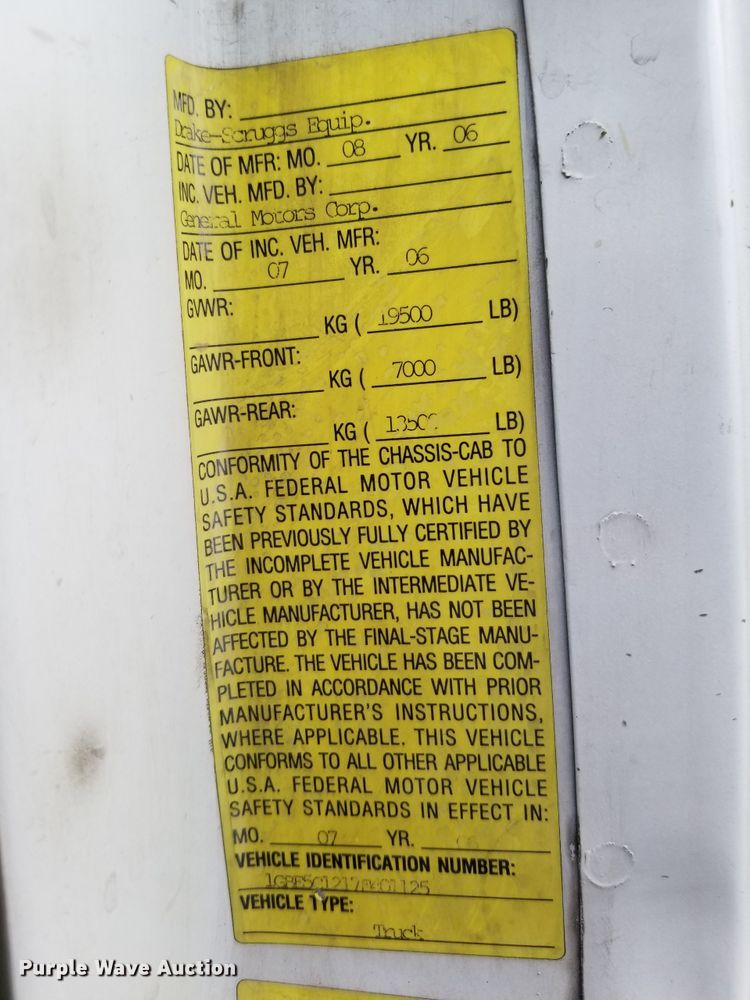 MFD. BY:
Drake-Scruggs Equip.
DATE OF MFR: MO. 08 YR. 06
INC. VEH. MFD. BY:
General Motors Corp.
DATE OF INC. VEH. MFR:
MO. 07 YR. 06
GVWR:
KG ( 19500 LB)
GAWR-FRONT:
KG ( 7000 LB)
GAWR-REAR:
KG ( LB)
CONFORMITY OF THE CHASSIS-CAB TO
U.S.A. FEDERAL MOTOR VEHICLE
SAFETY STANDARDS, WHICH HAVE
BEEN PREVIOUSLY FULLY CERTIFIED BY
THE INCOMPLETE VEHICLE MANUFAC-
TURER OR BY THE INTERMEDIATE VE-
HICLE MANUFACTURER, HAS NOT BEEN
AFFECTED BY THE FINAL-STAGE MANU-
FACTURE. THE VEHICLE HAS BEEN COM-
PLETED IN ACCORDANCE WITH PRIOR
MANUFACTURER'S INSTRUCTIONS,
WHERE APPLICABLE. THIS VEHICLE
CONFORMS TO ALL OTHER APPLICABLE
U.S.A. FEDERAL MOTOR VEHICLE
SAFETY STANDARDS IN EFFECT IN:
MO. 07 YR.
VEHICLE IDENTIFICATION NUMBER:
VEHICLE TYPE:
Truck
Purple Wave Auction